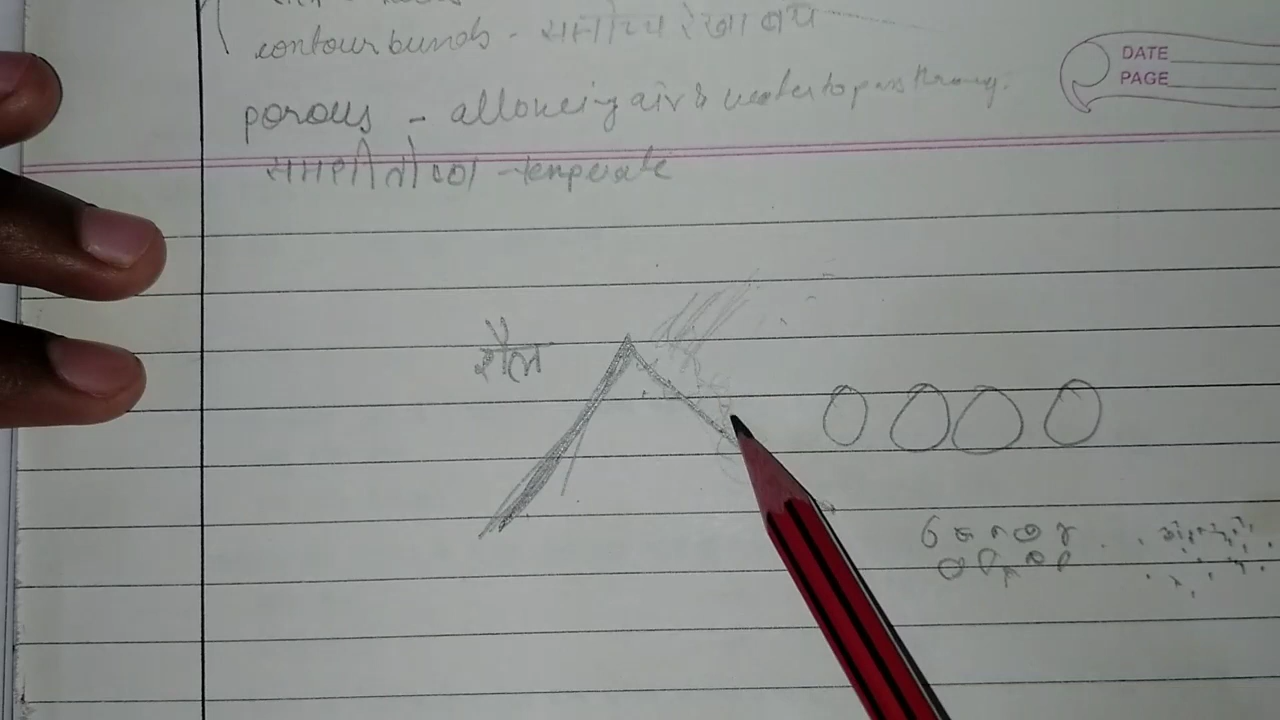 contour bunds - समोच्य रेखा बंध
DATE
PAGE
porous - allowing air & water to pass through.
समशीतोष्ण - temperate
शैल